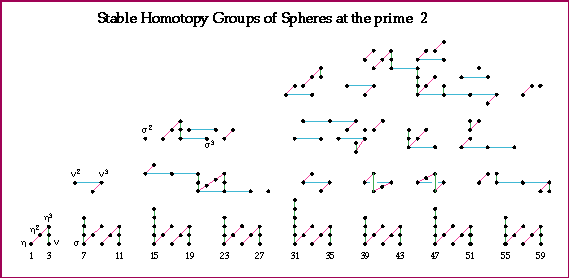 Stable Homotopy Groups of Spheres at the prime 2
σ²
σ³
ν² ν³
η³
η²
η ν σ
1 3 7 11 15 19 23 27 31 35 39 43 47 51 55 59